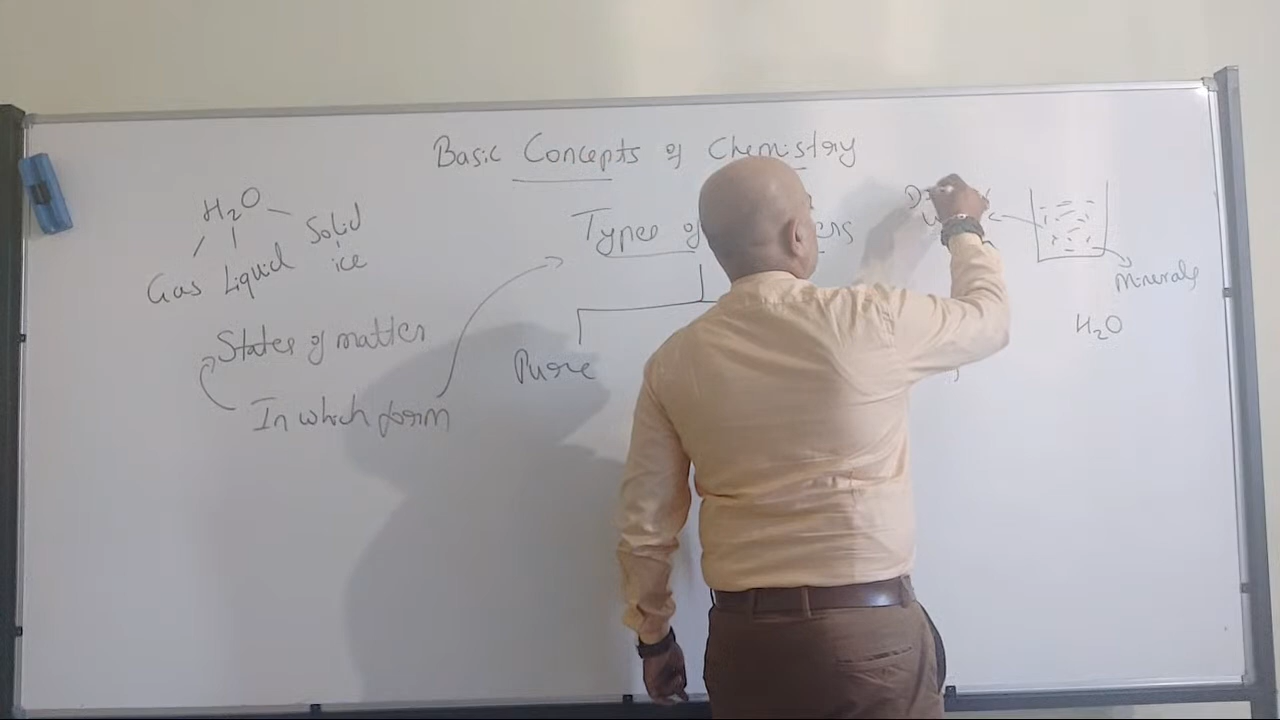 Basic Concepts of Chemistry
Types of
H₂O
Solid
ice
Gas Liquid
States of matter
In which form
Pure
Minerals
H₂O